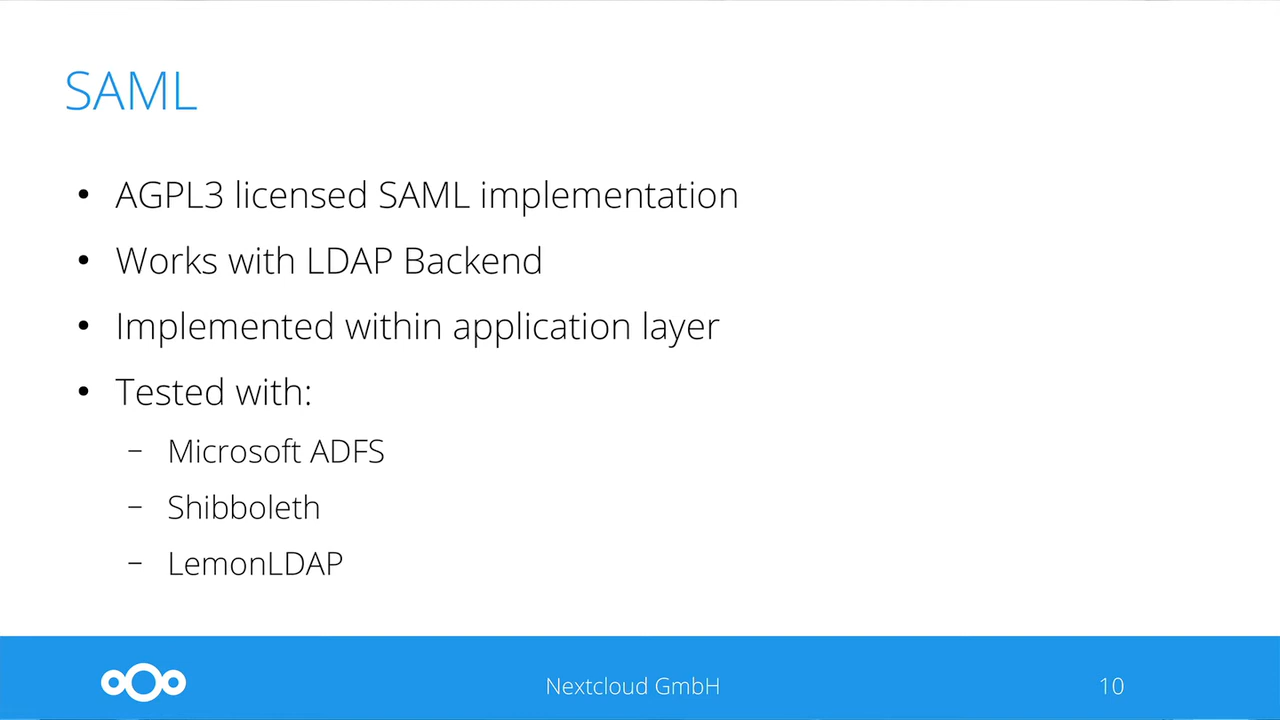 SAML
• AGPL3 licensed SAML implementation
• Works with LDAP Backend
• Implemented within application layer
• Tested with:
– Microsoft ADFS
– Shibboleth
– LemonLDAP
Nextcloud GmbH
10